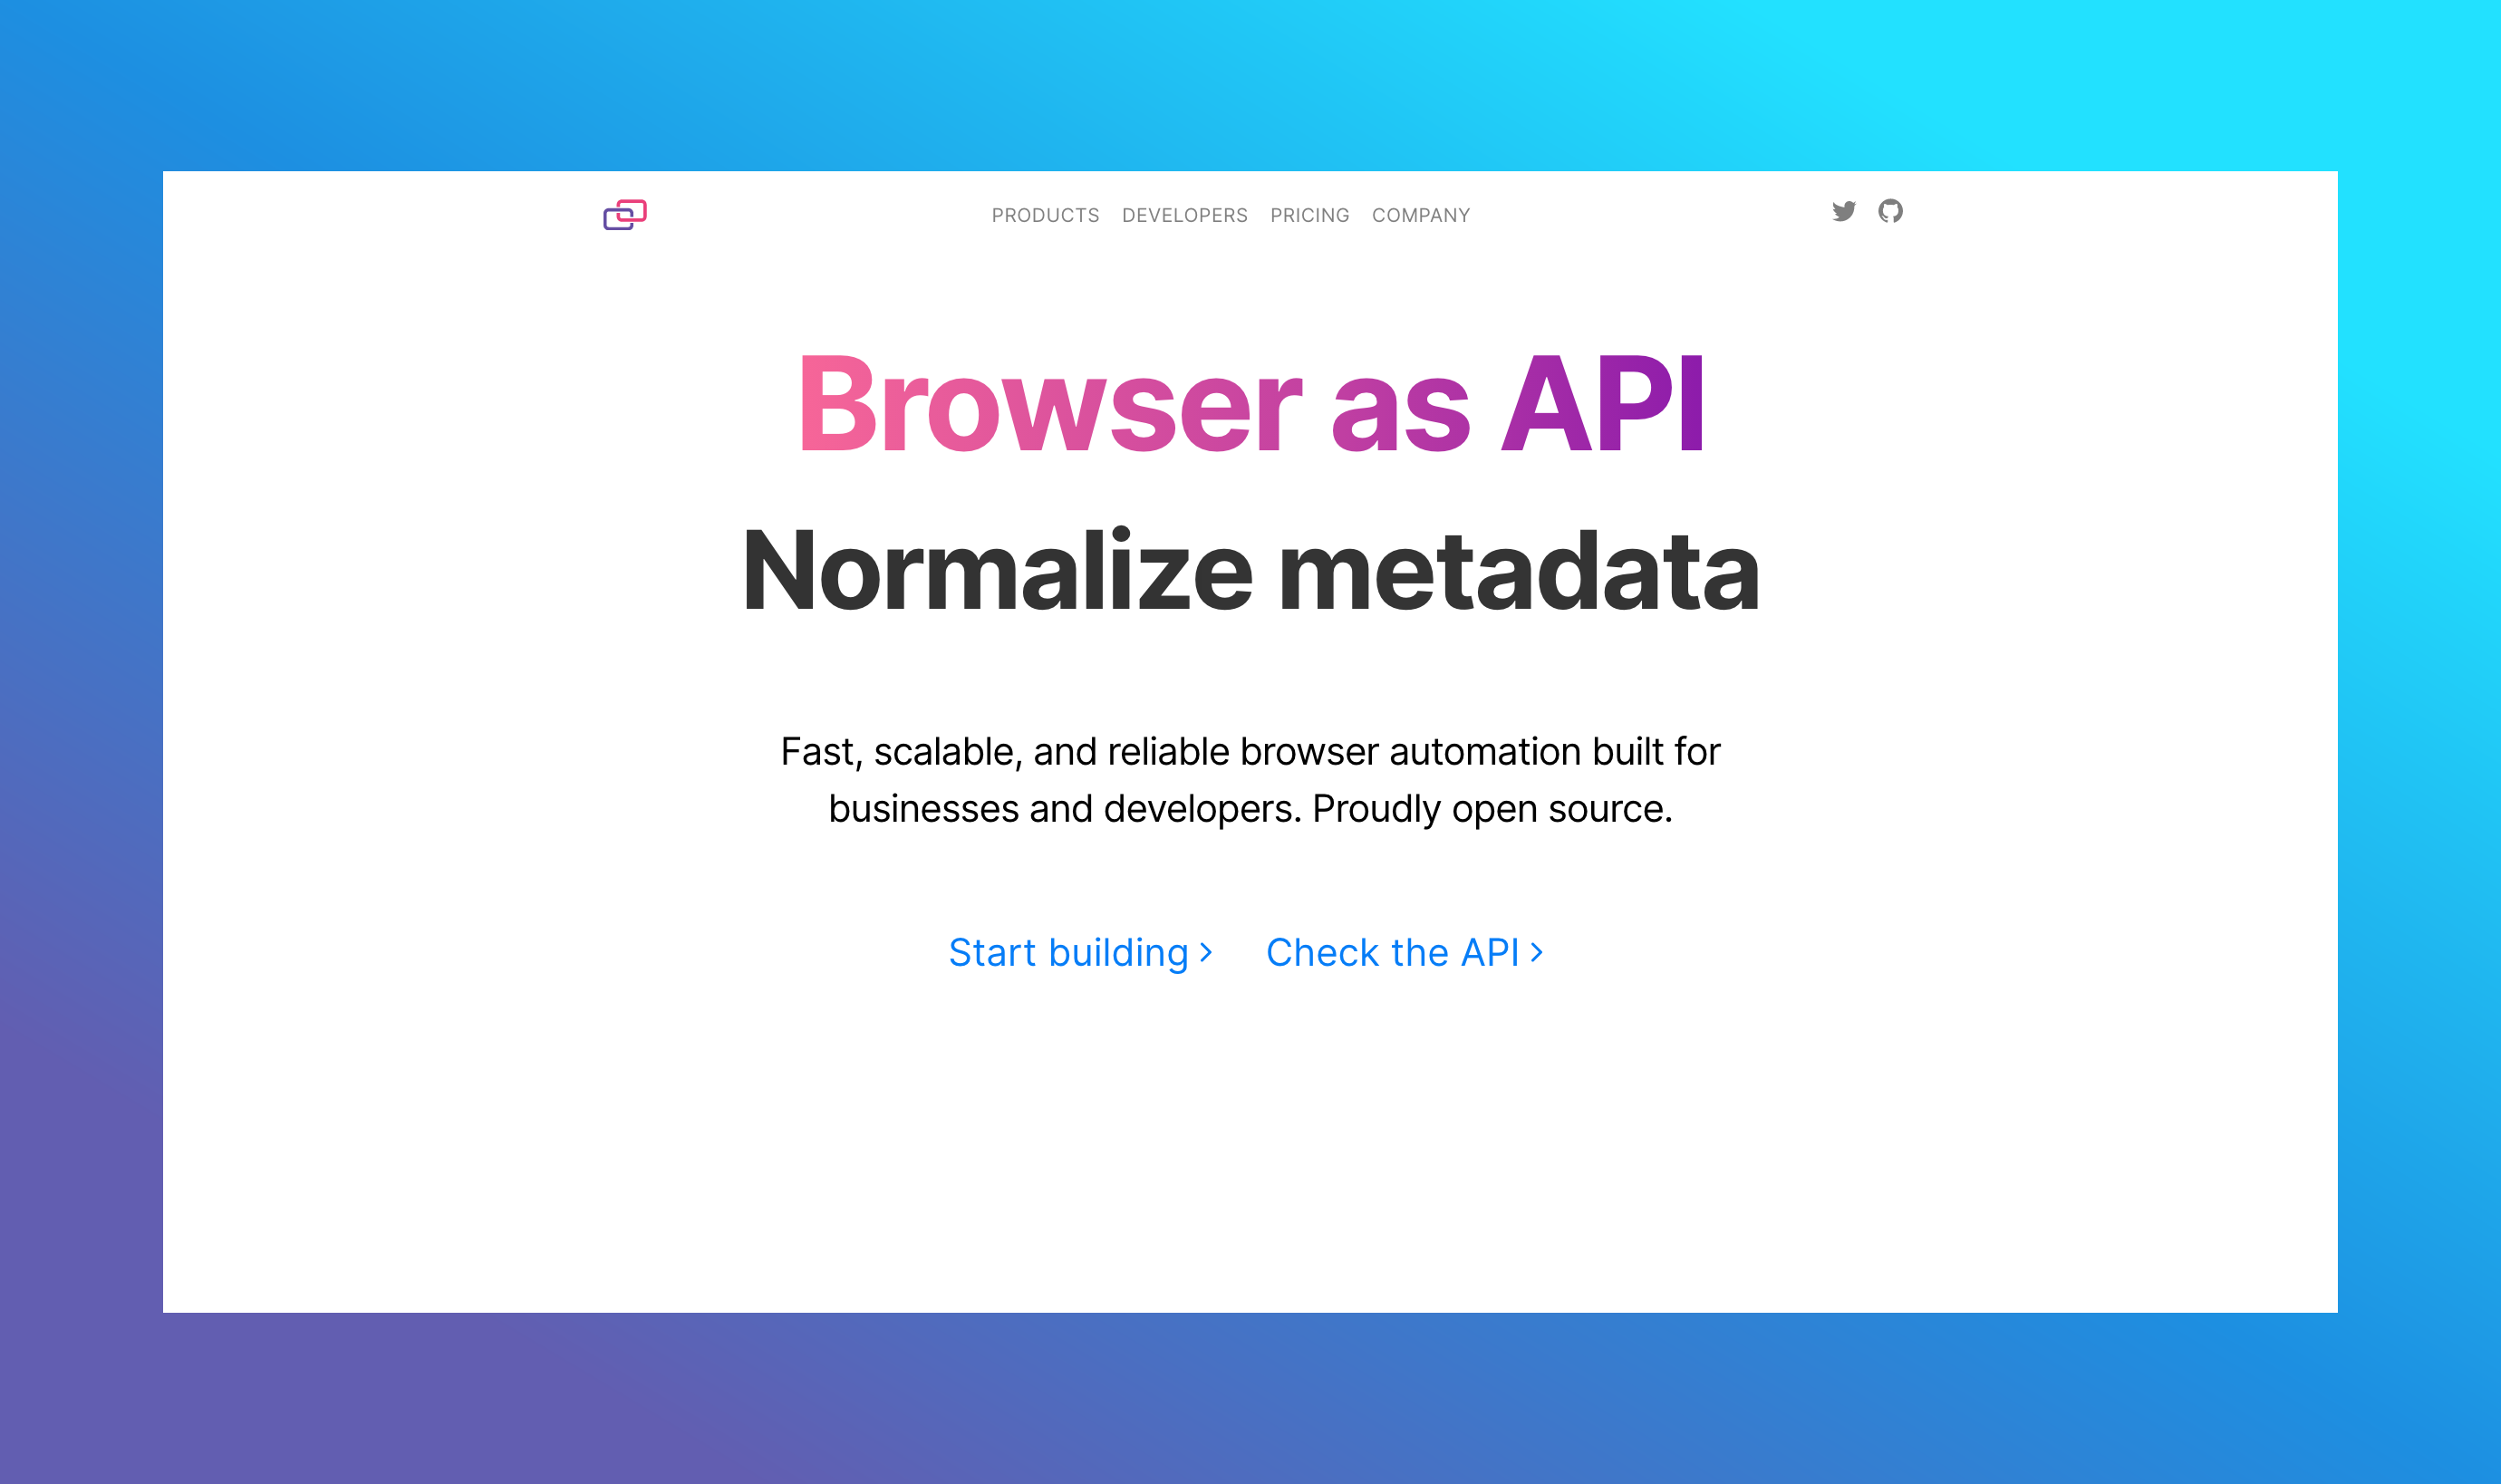 PRODUCTS DEVELOPERS PRICING COMPANY
Browser as API
Normalize metadata
Fast, scalable, and reliable browser automation built for
businesses and developers. Proudly open source.
Start building > Check the API >